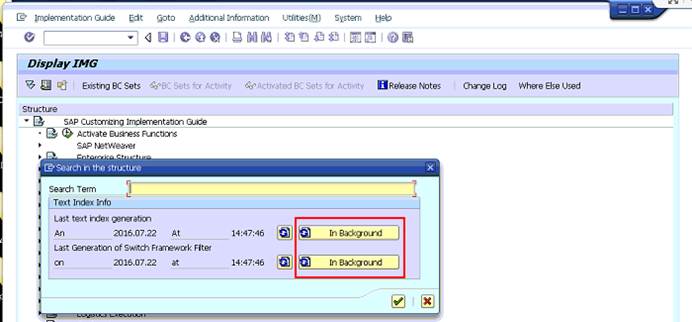 Implementation Guide Edit Goto Additional Information Utilities(M) System Help
Display IMG
Existing BC Sets BC Sets for Activity Activated BC Sets for Activity Release Notes Change Log Where Else Used
Structure
SAP Customizing Implementation Guide
Activate Business Functions
SAP NetWeaver
Enterprise Structure
Search in the structure
Search Term
Text Index Info
Last text index generation
An 2016.07.22 At 14:47:46 In Background
Last Generation of Switch Framework Filter
on 2016.07.22 at 14:47:46 In Background
Logistics Execution